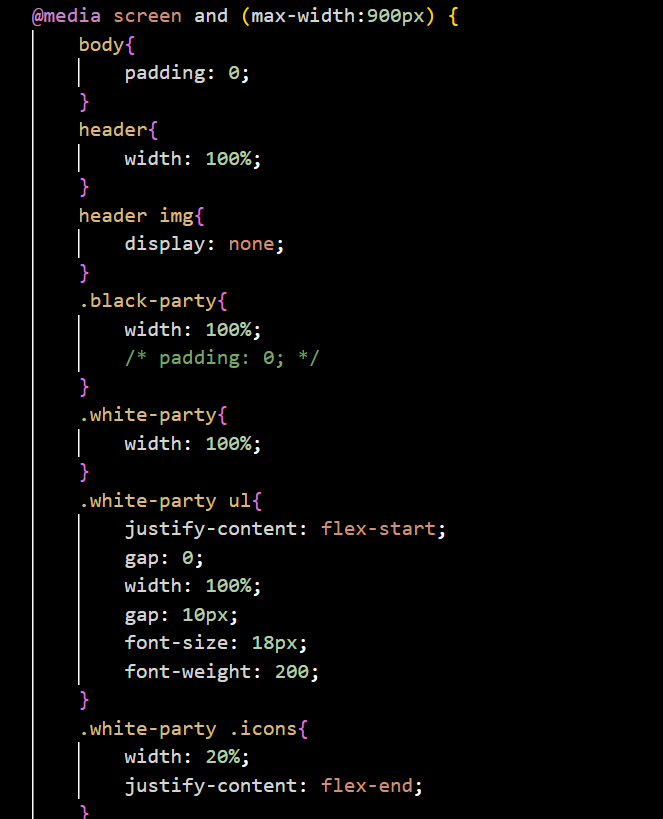 @media screen and (max-width:900px) {
body{
padding: 0;
}
header{
width: 100%;
}
header img{
display: none;
}
.black-party{
width: 100%;
/* padding: 0; */
}
.white-party{
width: 100%;
}
.white-party ul{
justify-content: flex-start;
gap: 0;
width: 100%;
gap: 10px;
font-size: 18px;
font-weight: 200;
}
.white-party .icons{
width: 20%;
justify-content: flex-end;
}